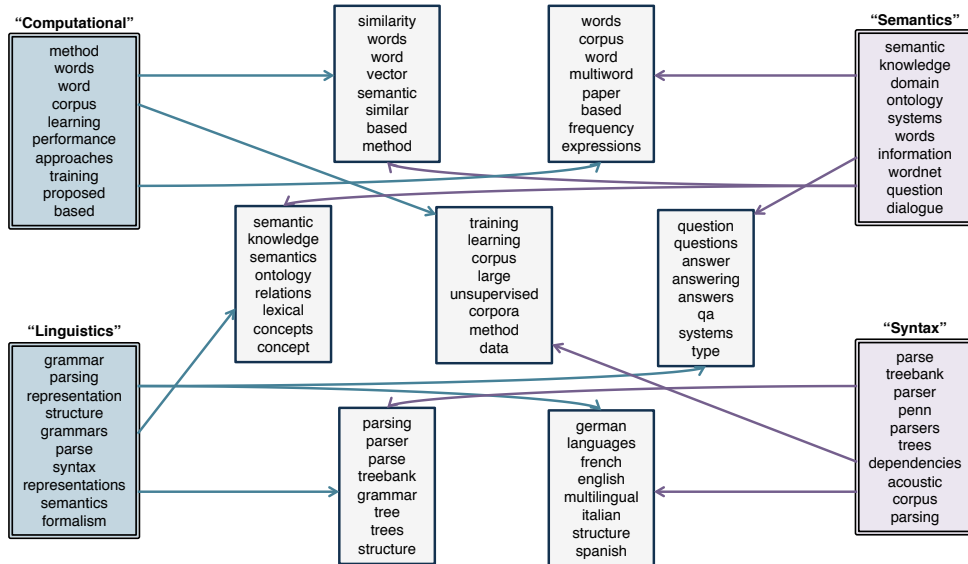 “Computational”
method
words
word
corpus
learning
performance
approaches
training
proposed
based
similarity
words
word
vector
semantic
similar
based
method
words
corpus
word
multiword
paper
based
frequency
expressions
“Semantics”
semantic
knowledge
domain
ontology
systems
words
information
wordnet
question
dialogue
semantic
knowledge
semantics
ontology
relations
lexical
concepts
concept
training
learning
corpus
large
unsupervised
corpora
method
data
question
questions
answer
answering
answers
qa
systems
type
“Linguistics”
grammar
parsing
representation
structure
grammars
parse
syntax
representations
semantics
formalism
parsing
parser
parse
treebank
grammar
tree
trees
structure
german
languages
french
english
multilingual
italian
structure
spanish
“Syntax”
parse
treebank
parser
penn
parsers
trees
dependencies
acoustic
corpus
parsing